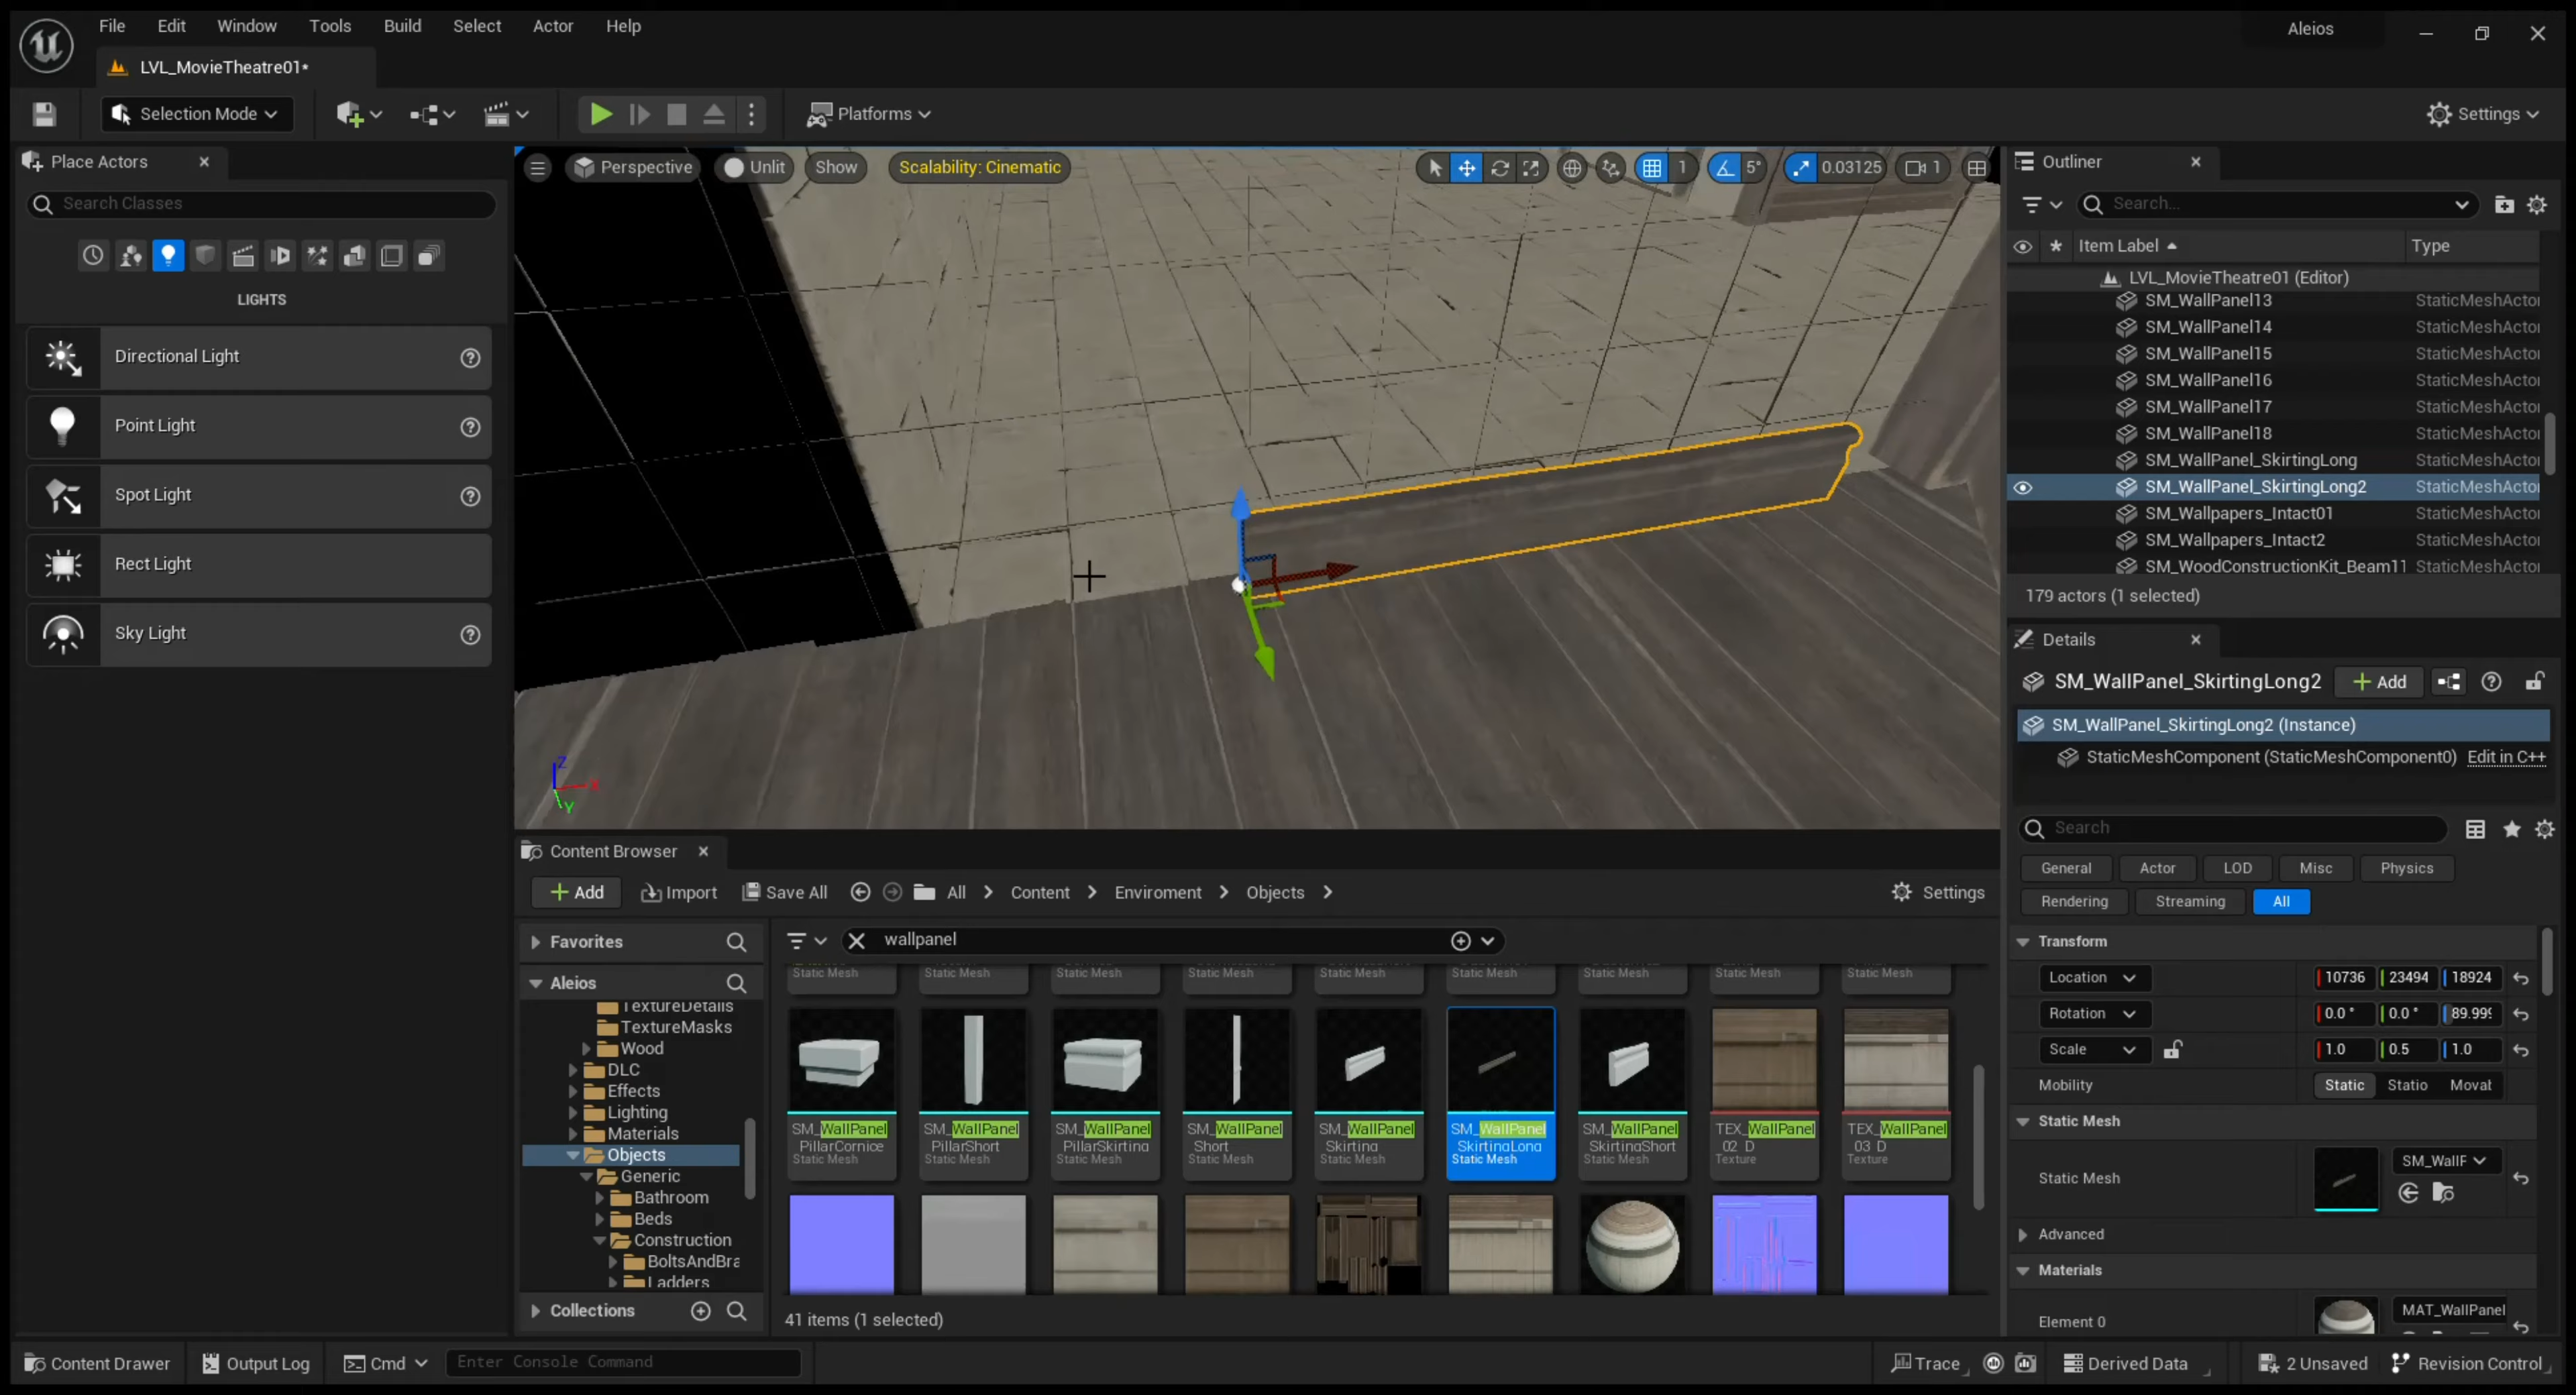 File Edit Window Tools Build Select Actor Help
Aleios
LVL_MovieTheatre01*
Selection Mode
Platforms
Settings
Place Actors
Search Classes
LIGHTS
Directional Light
Point Light
Spot Light
Rect Light
Sky Light
Perspective Unlit Show Scalability: Cinematic
1 5° 0.03125 1
Z
X
Y
Outliner
Search...
Item Label Type
LVL_MovieTheatre01 (Editor)
SM_WallPanel13 StaticMeshActor
SM_WallPanel14 StaticMeshActor
SM_WallPanel15 StaticMeshActor
SM_WallPanel16 StaticMeshActor
SM_WallPanel17 StaticMeshActor
SM_WallPanel18 StaticMeshActor
SM_WallPanel_SkirtingLong StaticMeshActor
SM_WallPanel_SkirtingLong2 StaticMeshActor
SM_Wallpapers_Intact01 StaticMeshActor
SM_Wallpapers_Intact2 StaticMeshActor
SM_WoodConstructionKit_Beam11 StaticMeshActor
179 actors (1 selected)
Details
SM_WallPanel_SkirtingLong2 Add
SM_WallPanel_SkirtingLong2 (Instance)
StaticMeshComponent (StaticMeshComponent0) Edit in C++
Search
General Actor LOD Misc Physics
Rendering Streaming All
Transform
Location 10736 23494 18924
Rotation 0.0 ° 0.0 ° 89.999
Scale 1.0 0.5 1.0
Mobility Static Statio Movab
Static Mesh
Static Mesh SM_WallF
Advanced
Materials
Element 0 MAT_WallPanel
Content Browser
Add Import Save All All Content Enviroment Objects Settings
Favorites
Aleios
TextureDetails
TextureMasks
Wood
DLC
Effects
Lighting
Materials
Objects
Generic
Bathroom
Beds
Construction
BoltsAndBra
Ladders
Collections
wallpanel
Static Mesh Static Mesh Static Mesh Static Mesh Static Mesh Static Mesh Static Mesh Static Mesh Static Mesh
SM_WallPanel SM_WallPanel SM_WallPanel SM_WallPanel SM_WallPanel SM_WallPanel SM_WallPanel TEX_WallPanel TEX_WallPanel
_PillarCornice _PillarShort _PillarSkirting _Short _Skirting _SkirtingLong _SkirtingShort _02_D _03_D
Static Mesh Static Mesh Static Mesh Static Mesh Static Mesh Static Mesh Static Mesh Texture Texture
41 items (1 selected)
Content Drawer Output Log Cmd Enter Console Command Trace Derived Data 2 Unsaved Revision Control